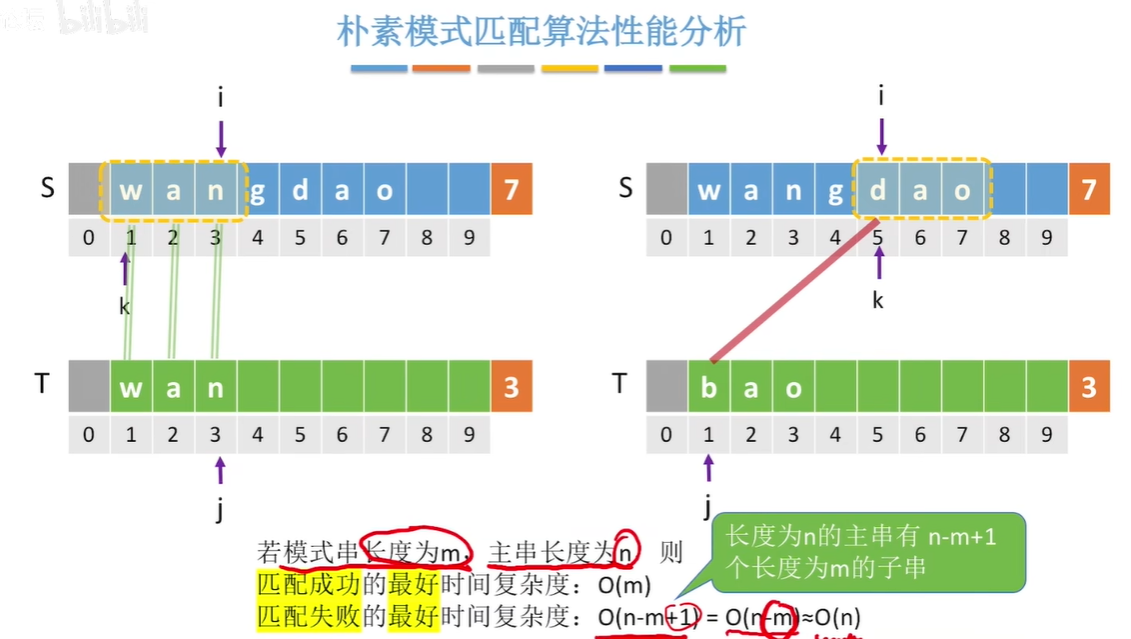 bilibili
朴素模式匹配算法性能分析
i
S w a n g d a o 7
0 1 2 3 4 5 6 7 8 9
k
T w a n 3
0 1 2 3 4 5 6 7 8 9
j
i
S w a n g d a o 7
0 1 2 3 4 5 6 7 8 9
k
T b a o 3
0 1 2 3 4 5 6 7 8 9
j
长度为n的主串有 n-m+1
个长度为m的子串
若模式串长度为m，主串长度为n 则
匹配成功的最好时间复杂度：O(m)
匹配失败的最好时间复杂度：O(n-m+1) = O(n-m)≈O(n)